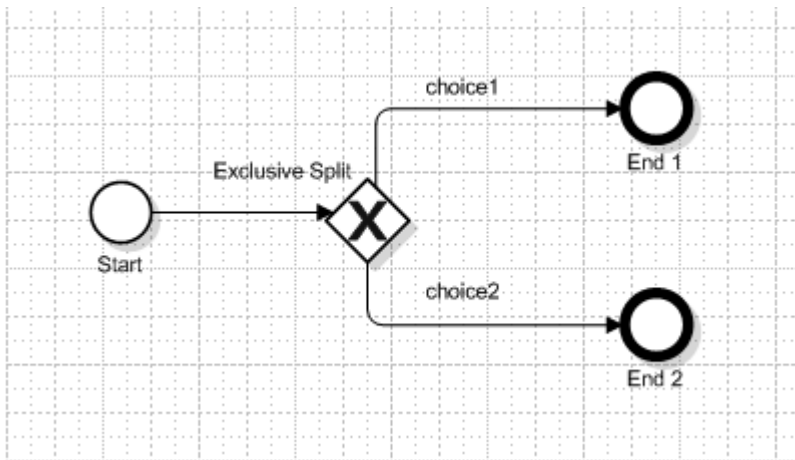 choice1
End 1
Exclusive Split
X
Start
choice2
End 2